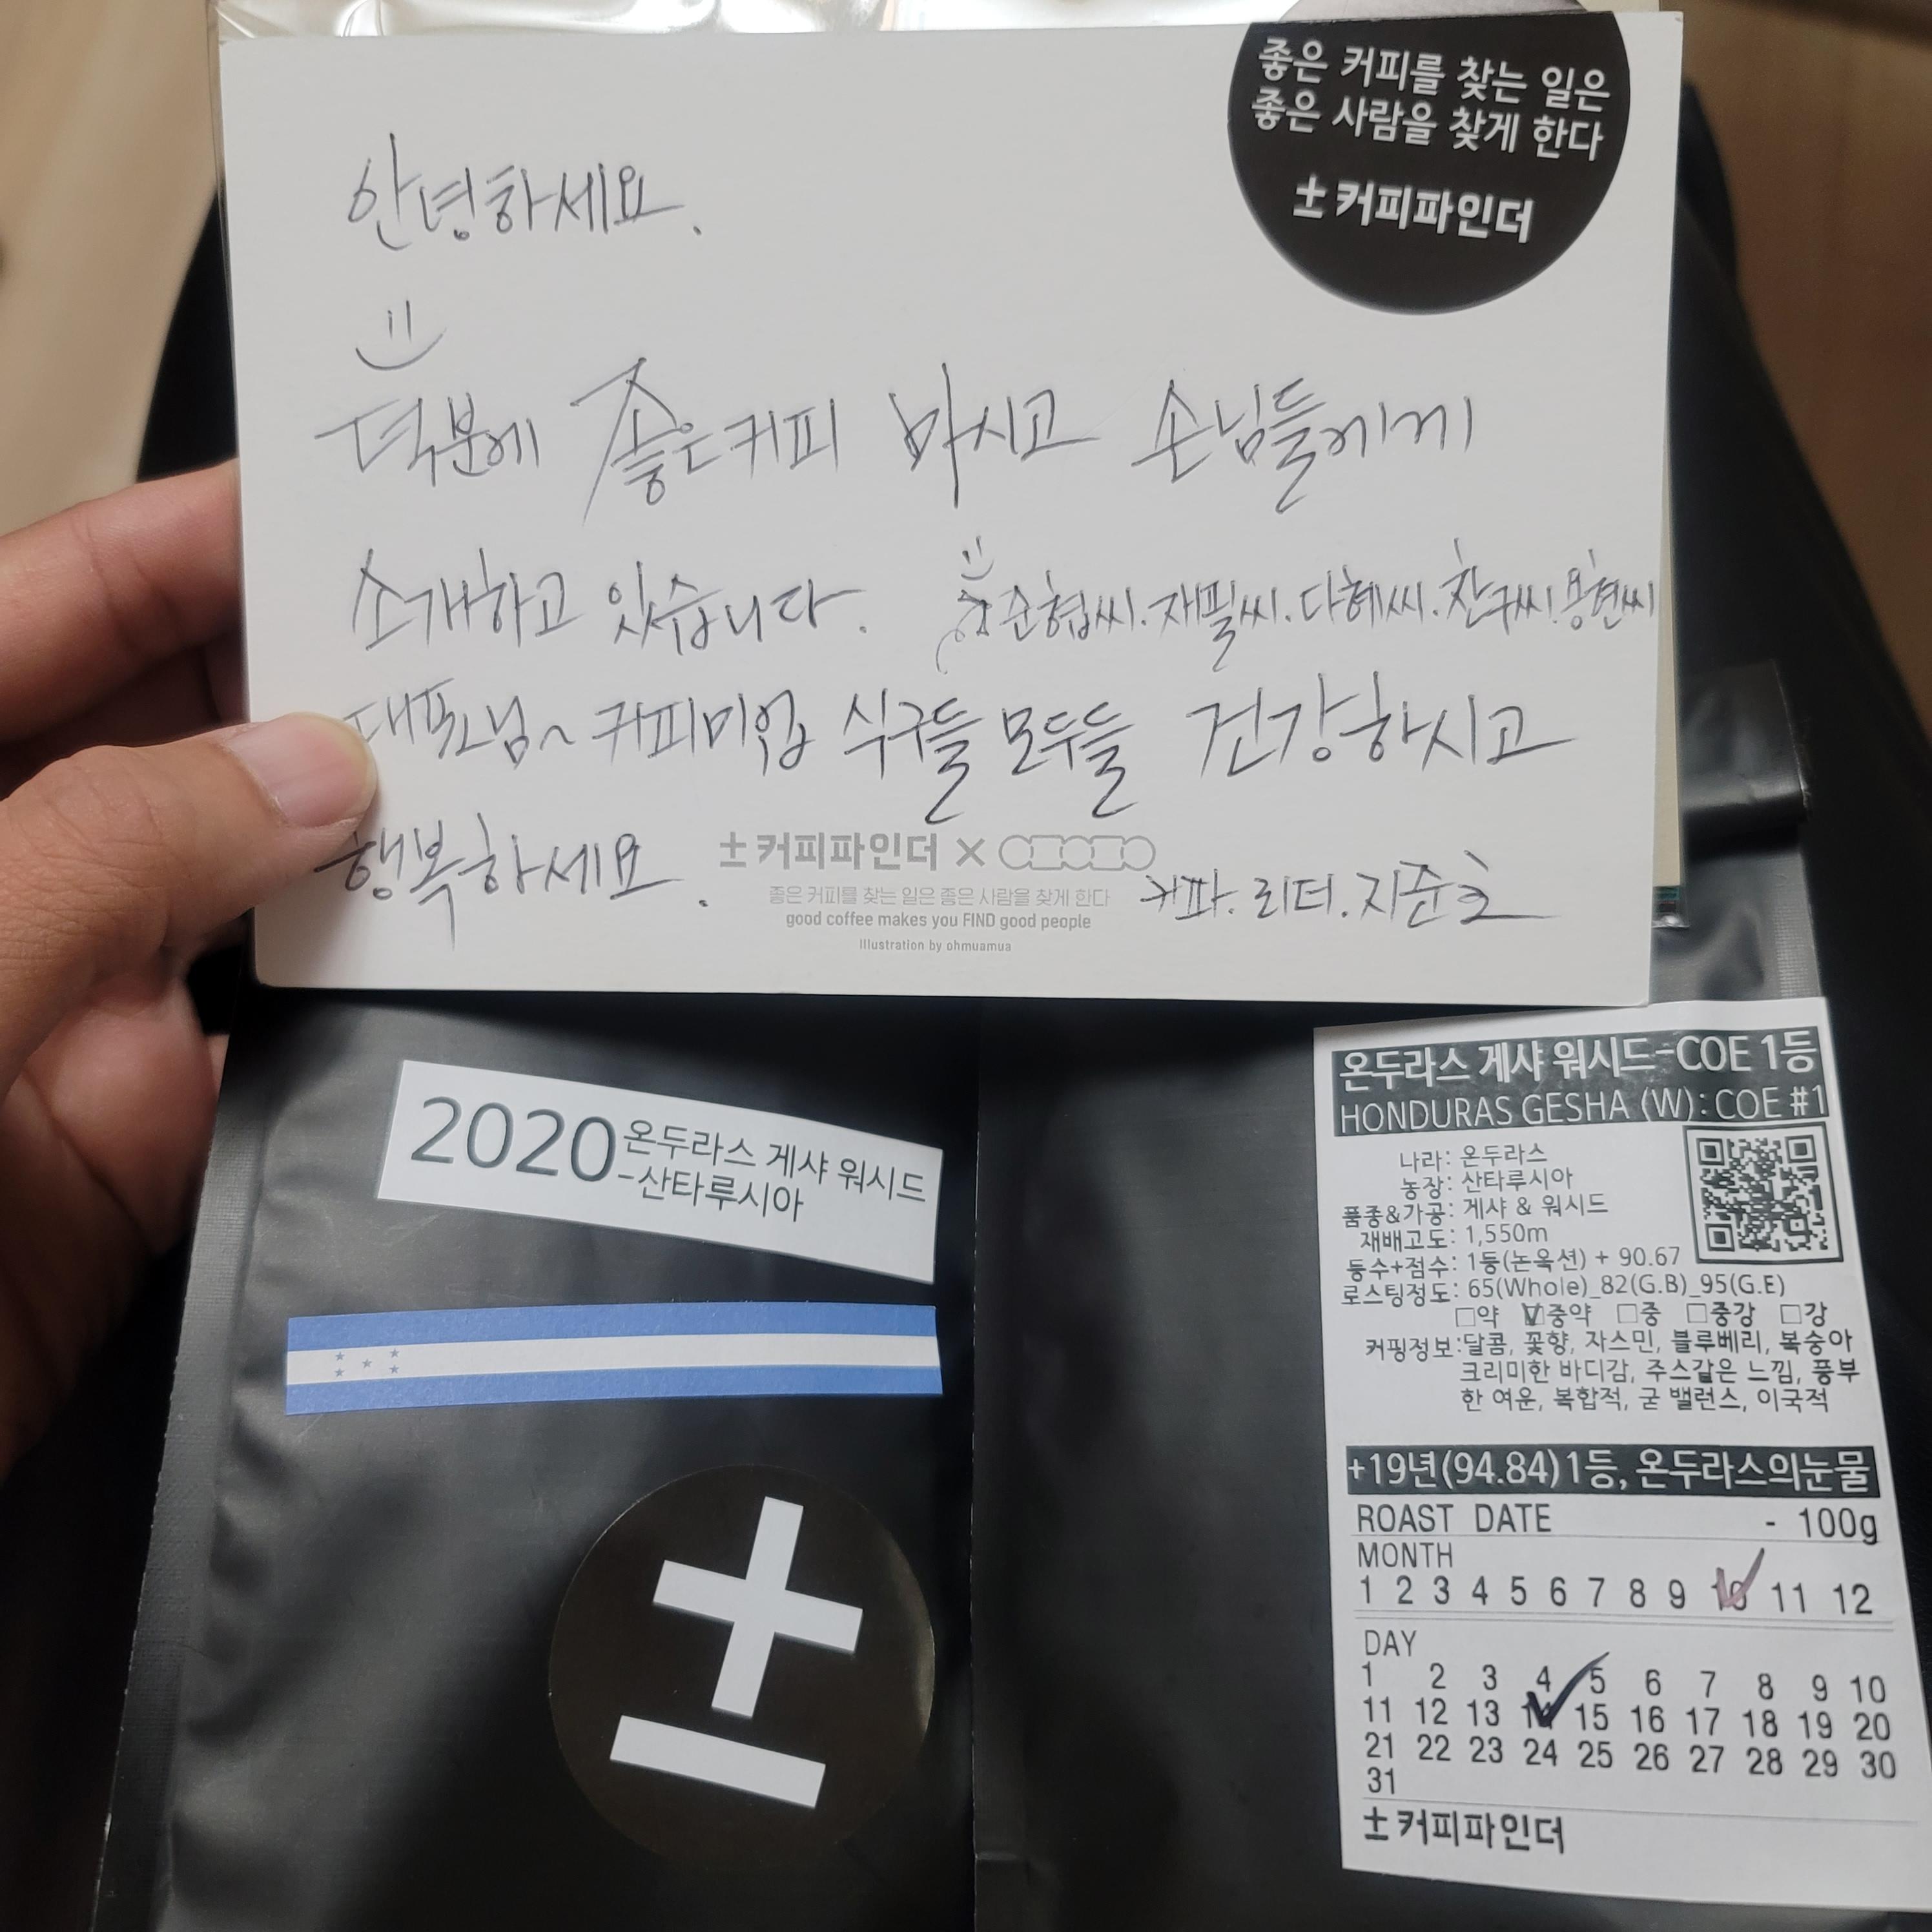 좋은 커피를 찾는 일은
좋은 사람을 찾게 한다
±커피파인더
안녕하세요.
덕분에 좋은커피 마시고 손님들에게
소개하고 있습니다.
준협씨.재필씨.다혜씨.찬구씨.용현씨
대표님~ 커피미업 식구들 모두들 건강하시고
행복하세요.
±커피파인더 ×
좋은 커피를 찾는 일은 좋은 사람을 찾게 한다
good coffee makes you FIND good people
Illustration by ohmuamua
커파.리더.지준호
2020 온두라스 게샤 워시드
-산타루시아
±
온두라스 게샤 워시드-COE 1등
HONDURAS GESHA (W): COE #1
나라: 온두라스
농장: 산타루시아
품종&가공: 게샤 & 워시드
재배고도: 1,550m
등수+점수: 1등(논옥션) + 90.67
로스팅정도: 65(Whole)_82(G.B)_95(G.E)
□약 ☑중약 □중 □중강 □강
커핑정보:달콤, 꽃향, 자스민, 블루베리, 복숭아
크리미한 바디감, 주스같은 느낌, 풍부
한 여운, 복합적, 굳 밸런스, 이국적
+19년(94.84)1등, 온두라스의눈물
ROAST DATE - 100g
MONTH
1 2 3 4 5 6 7 8 9 10 11 12
DAY
1 2 3 4 5 6 7 8 9 10
11 12 13 14 15 16 17 18 19 20
21 22 23 24 25 26 27 28 29 30
31
±커피파인더